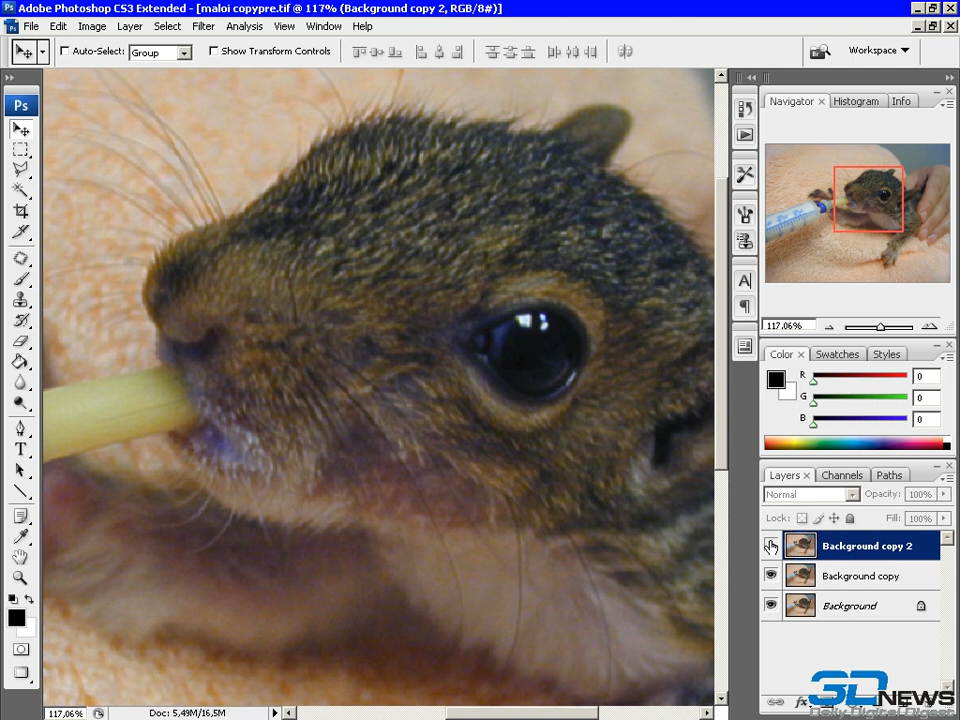 Adobe Photoshop CS3 Extended - [maloi copypre.tif @ 117% (Background copy 2, RGB/8#)]
File Edit Image Layer Select Filter Analysis View Window Help
Auto-Select: Group Show Transform Controls Workspace
Ps
Navigator Histogram Info
117.06%
Color Swatches Styles
R 0
G 0
B 0
Layers Channels Paths
Normal Opacity: 100%
Lock: Fill: 100%
Background copy 2
Background copy
Background
117,06% Doc: 5,49M/16,5M
3DNEWS
Daily Digital Digest